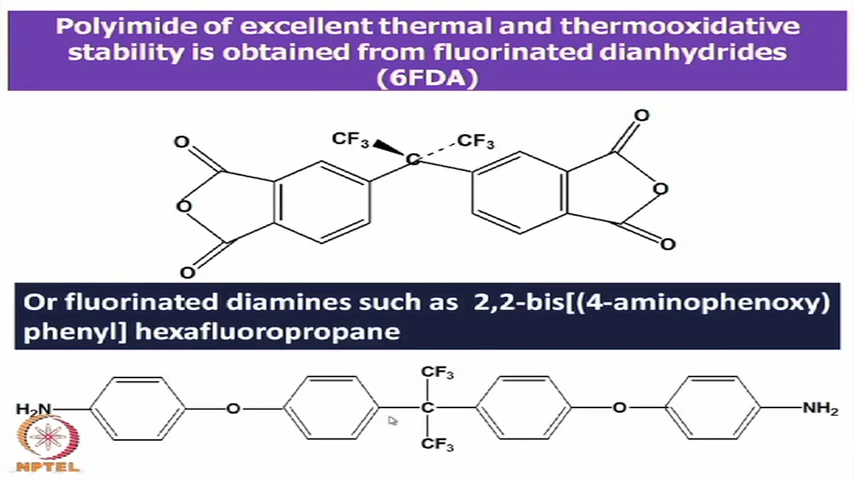 Polyimide of excellent thermal and thermooxidative
stability is obtained from fluorinated dianhydrides
(6FDA)
CF3 CF3
C
O O
O O
O O
Or fluorinated diamines such as 2,2-bis[(4-aminophenoxy)
phenyl] hexafluoropropane
CF3
H2N O C O NH2
CF3
NPTEL